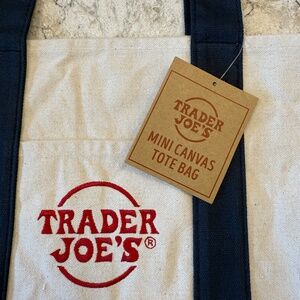 TRADER
JOE'S
MINI CANVAS
TOTE BAG
TRADER
JOE'S®